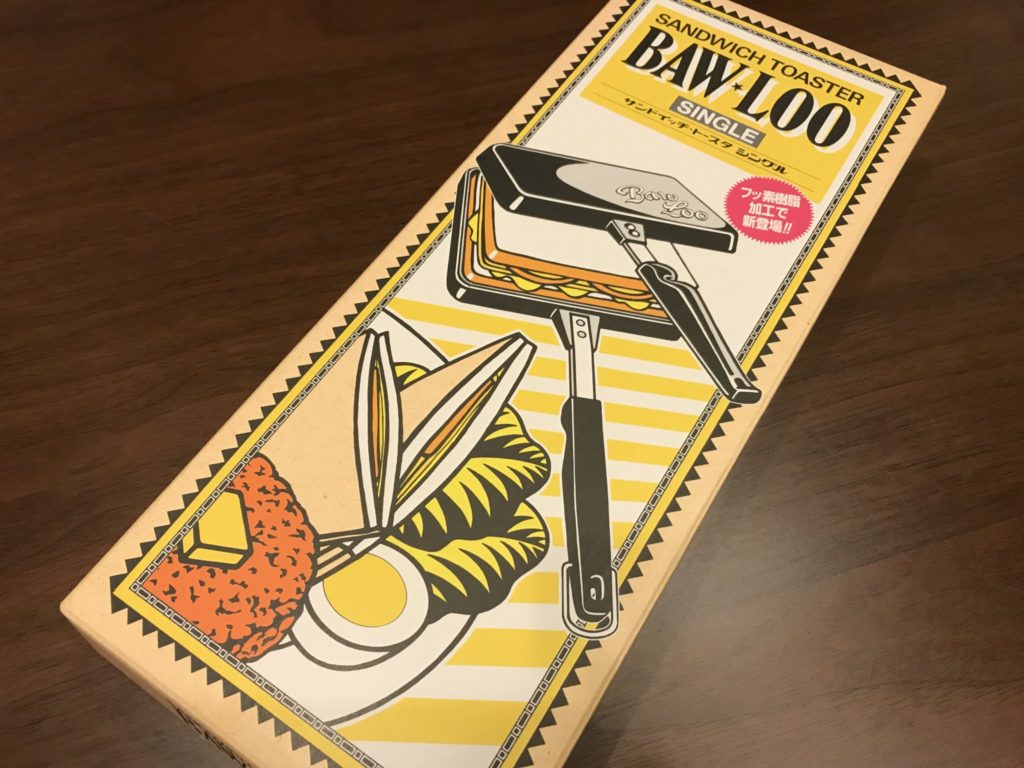 SANDWICH TOASTER
BAW★LOO
SINGLE
サンドイッチ・トースタ シングル
フッ素樹脂
加工で
新登場!!
Baw
Loo